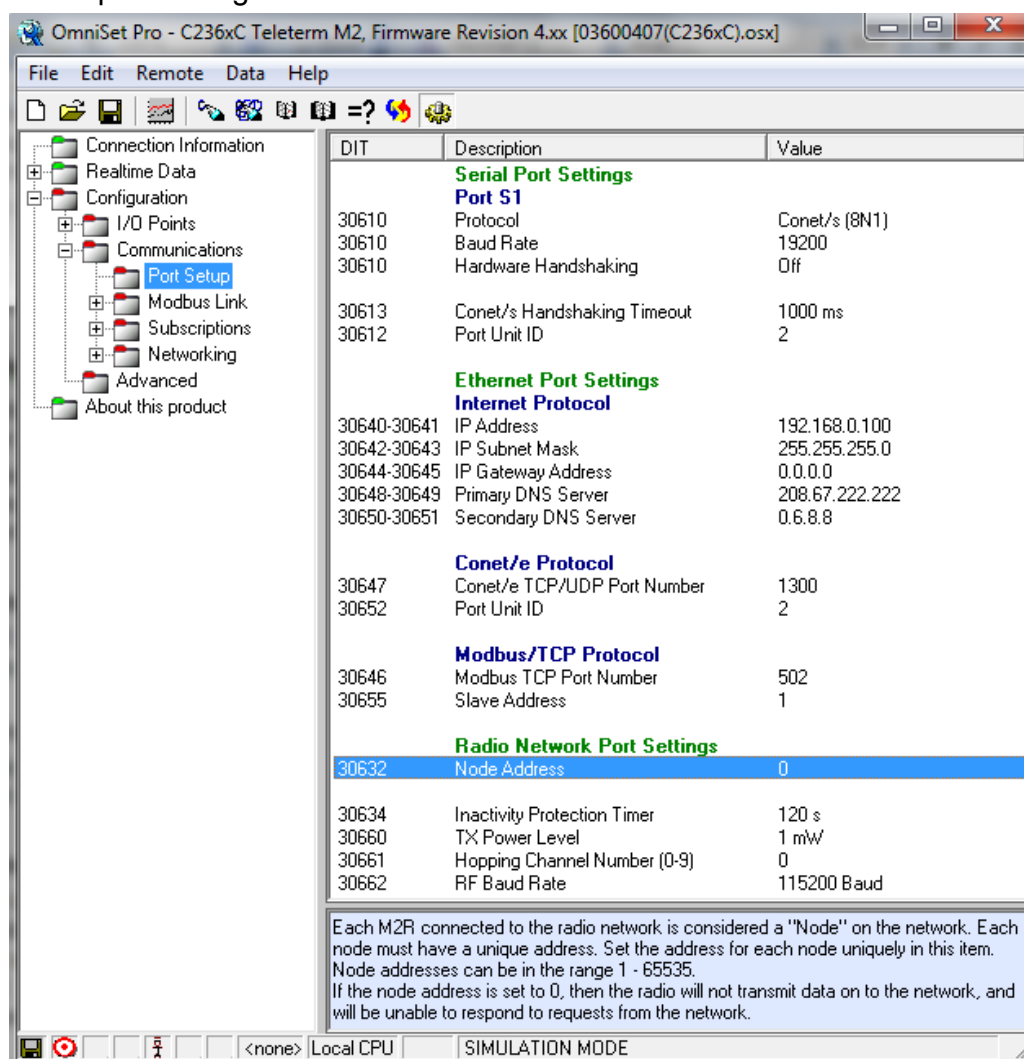 OmniSet Pro - C236xC Teleterm M2, Firmware Revision 4.xx [03600407(C236xC).osx]
File Edit Remote Data Help
=?
Connection Information
Realtime Data
Configuration
I/O Points
Communications
Port Setup
Modbus Link
Subscriptions
Networking
Advanced
About this product
DIT Description Value
Serial Port Settings
Port S1
30610 Protocol Conet/s (8N1)
30610 Baud Rate 19200
30610 Hardware Handshaking Off
30613 Conet/s Handshaking Timeout 1000 ms
30612 Port Unit ID 2
Ethernet Port Settings
Internet Protocol
30640-30641 IP Address 192.168.0.100
30642-30643 IP Subnet Mask 255.255.255.0
30644-30645 IP Gateway Address 0.0.0.0
30648-30649 Primary DNS Server 208.67.222.222
30650-30651 Secondary DNS Server 0.6.8.8
Conet/e Protocol
30647 Conet/e TCP/UDP Port Number 1300
30652 Port Unit ID 2
Modbus/TCP Protocol
30646 Modbus TCP Port Number 502
30655 Slave Address 1
Radio Network Port Settings
30632 Node Address 0
30634 Inactivity Protection Timer 120 s
30660 TX Power Level 1 mW
30661 Hopping Channel Number (0-9) 0
30662 RF Baud Rate 115200 Baud
Each M2R connected to the radio network is considered a "Node" on the network. Each
node must have a unique address. Set the address for each node uniquely in this item.
Node addresses can be in the range 1 - 65535.
If the node address is set to 0, then the radio will not transmit data on to the network, and
will be unable to respond to requests from the network.
<none> Local CPU SIMULATION MODE